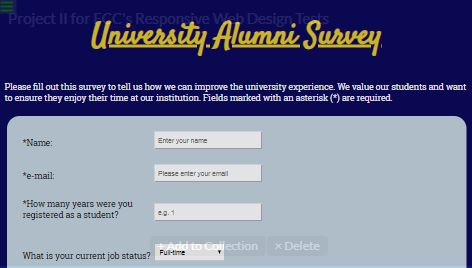 Project II for FCC's Responsive Web Design Tests
University Alumni Survey
Please fill out this survey to tell us how we can improve the university experience. We value our students and want
to ensure they enjoy their time at our institution. Fields marked with an asterisk (*) are required.
*Name:
Enter your name
*e-mail:
Please enter your email
*How many years were you
registered as a student?
e.g. 1
What is your current job status?
Full-time
+ Add to Collection
× Delete